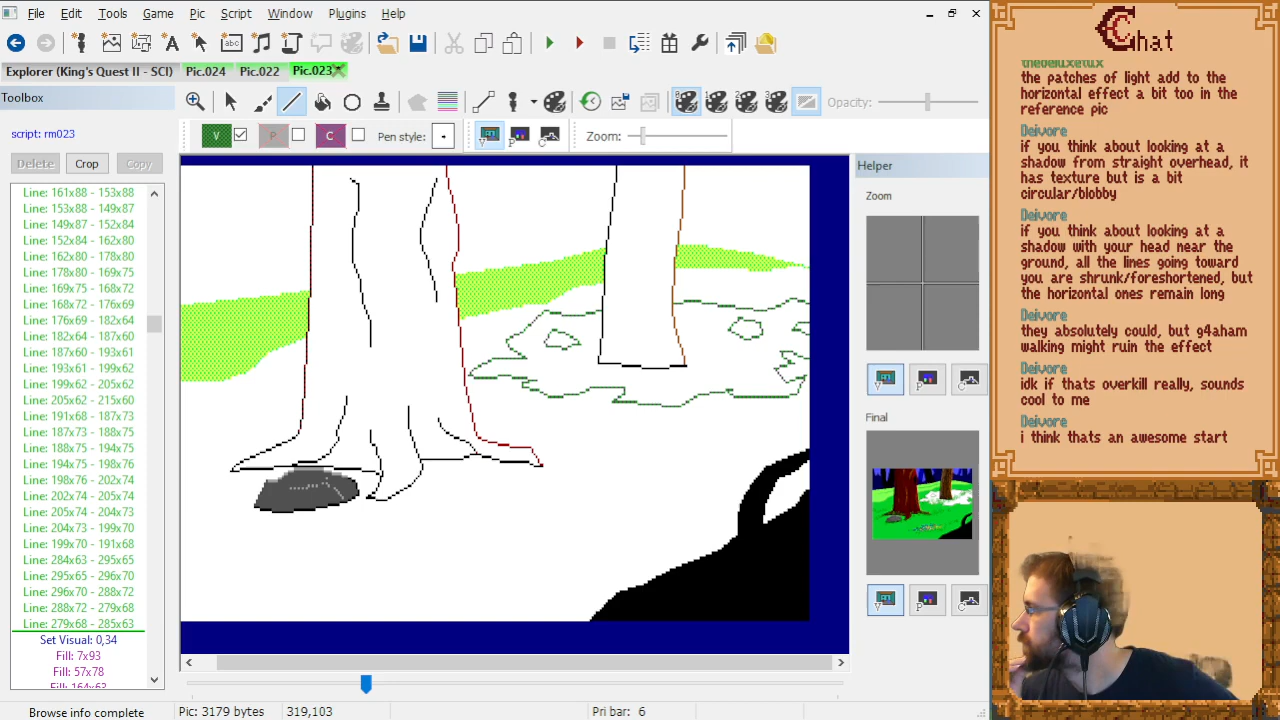 File Edit Tools Game Pic Script Window Plugins Help
Explorer (King's Quest II - SCI) Pic.024 Pic.022 Pic.023
Toolbox
script: rm023
Delete Crop Copy
Line: 161x88 - 153x88
Line: 153x88 - 149x87
Line: 149x87 - 152x84
Line: 152x84 - 162x80
Line: 178x80 - 169x75
Line: 169x75 - 168x72
Line: 168x72 - 176x69
Line: 176x69 - 182x64
Line: 182x64 - 187x60
Line: 187x60 - 193x61
Line: 193x61 - 199x62
Line: 199x62 - 205x62
Line: 205x62 - 215x60
Line: 191x68 - 187x73
Line: 187x73 - 188x75
Line: 188x75 - 194x75
Line: 194x75 - 198x76
Line: 198x76 - 202x74
Line: 202x74 - 205x74
Line: 205x74 - 204x73
Line: 204x73 - 199x70
Line: 199x70 - 191x68
Line: 284x63 - 295x65
Line: 295x65 - 296x70
Line: 296x70 - 288x72
Line: 288x72 - 279x68
Line: 279x68 - 285x63
Set Visual: 0,34
Fill: 7x93
Fill: 57x78
Fill: 164x63
V P C Pen style: V P C Zoom:
0 1 2 3 Opacity:
Helper
Zoom
V P C
Final
V P C
Browse info complete Pic: 3179 bytes 319,103 Pri bar: 6
Chat
thedeluxelux
the patches of light add to the
horizontal effect a bit too in the
reference pic
Deivore
if you think about looking at a
shadow from straight overhead, it
has texture but is a bit
circular/blobby
Deivore
if you think about looking at a
shadow with your head near the
ground, all the lines going toward
you are shrunk/foreshortened, but
the horizontal ones remain long
Deivore
they absolutely could, but g4aham
walking might ruin the effect
Deivore
idk if thats overkill really, sounds
cool to me
Deivore
i think thats an awesome start